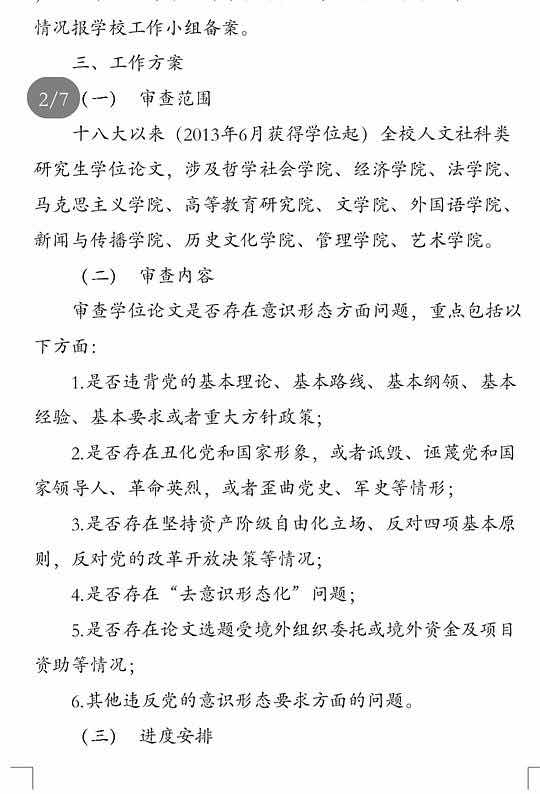 情况报学校工作小组备案。
三、工作方案
2/7
（一） 审查范围
十八大以来（2013年6月获得学位起）全校人文社科类
研究生学位论文，涉及哲学社会学院、经济学院、法学院、
马克思主义学院、高等教育研究院、文学院、外国语学院、
新闻与传播学院、历史文化学院、管理学院、艺术学院。
（二） 审查内容
审查学位论文是否存在意识形态方面问题，重点包括以
下方面：
1.是否违背党的基本理论、基本路线、基本纲领、基本
经验、基本要求或者重大方针政策；
2.是否存在丑化党和国家形象，或者诋毁、诬蔑党和国
家领导人、革命英烈，或者歪曲党史、军史等情形；
3.是否存在坚持资产阶级自由化立场、反对四项基本原
则，反对党的改革开放决策等情况；
4.是否存在“去意识形态化”问题；
5.是否存在论文选题受境外组织委托或境外资金及项目
资助等情况；
6.其他违反党的意识形态要求方面的问题。
（三） 进度安排